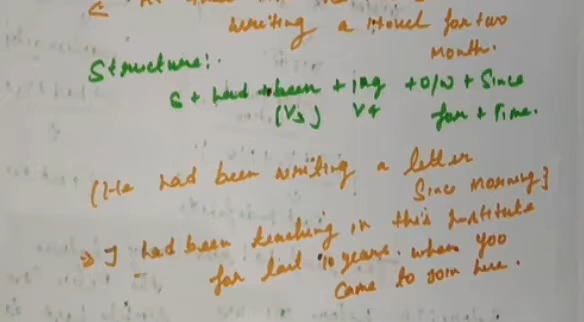 writing a novel for two
month.
Structure:-
S + had + been + ing + O/W + Since
(V3) V4 for + Time.
[He had been writing a letter
Since Morning]
⇒ I had been teaching in this institute
for last 10 years. when you
came to join here.